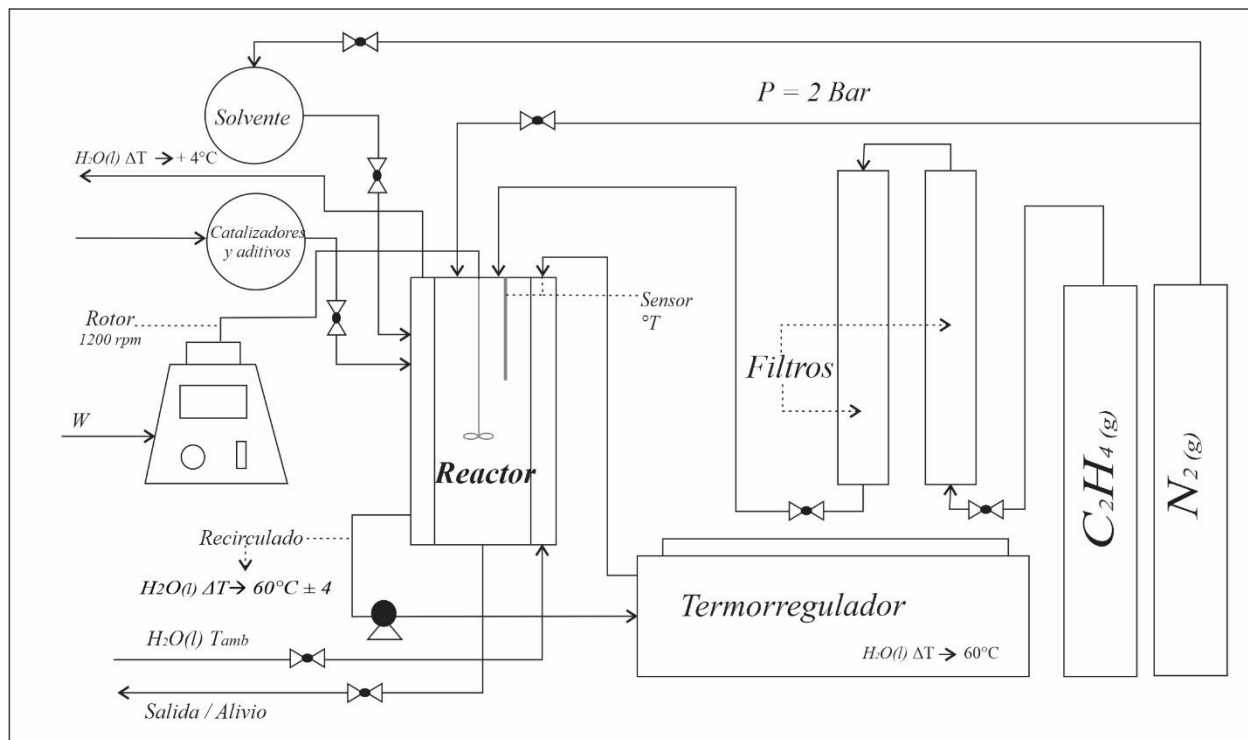 P = 2 Bar
Solvente
H₂O(l) ΔT → + 4°C
Catalizadores
y aditivos
Rotor
1200 rpm
W
Sensor
°T
Filtros
Reactor
Recirculado
H2O(l) ΔT → 60°C ± 4
H₂O(l) Tamb
Salida / Alivio
Termorregulador
H₂O(l) ΔT → 60°C
C₂H₄ (g)
N₂ (g)